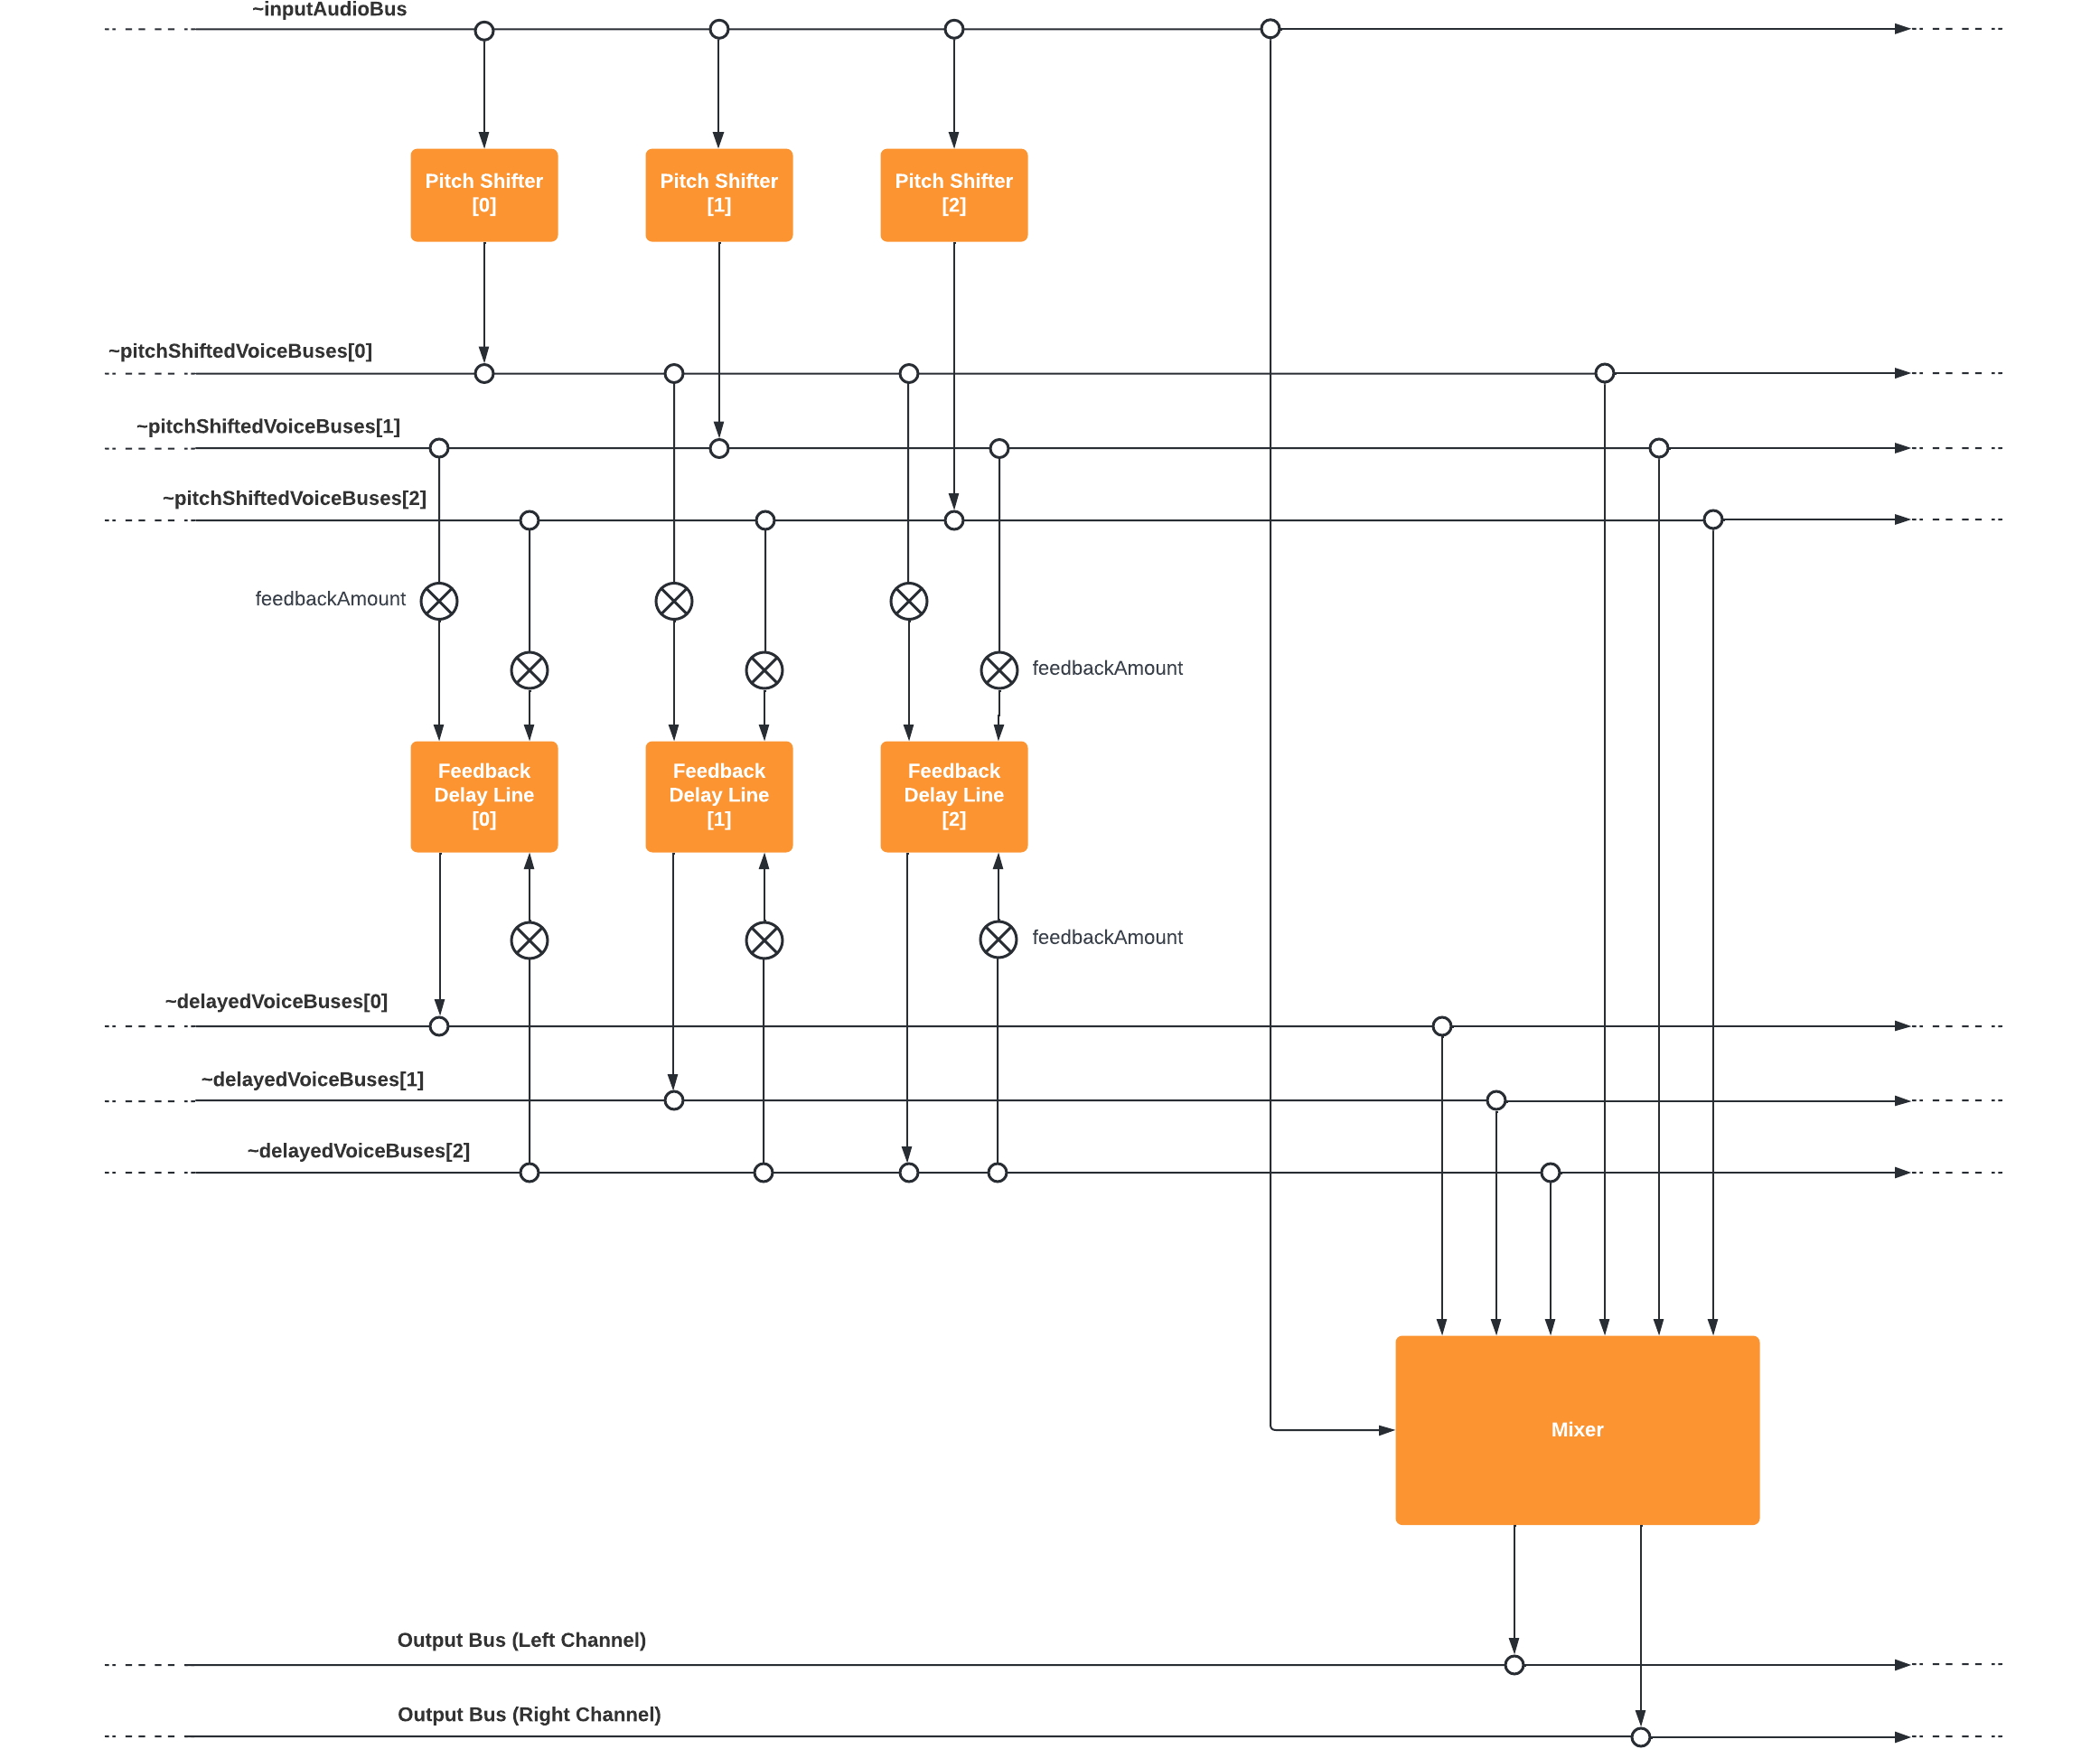 ~inputAudioBus
Pitch Shifter
[0]
Pitch Shifter
[1]
Pitch Shifter
[2]
~pitchShiftedVoiceBuses[0]
~pitchShiftedVoiceBuses[1]
~pitchShiftedVoiceBuses[2]
feedbackAmount
feedbackAmount
Feedback
Delay Line
[0]
Feedback
Delay Line
[1]
Feedback
Delay Line
[2]
feedbackAmount
~delayedVoiceBuses[0]
~delayedVoiceBuses[1]
~delayedVoiceBuses[2]
Mixer
Output Bus (Left Channel)
Output Bus (Right Channel)